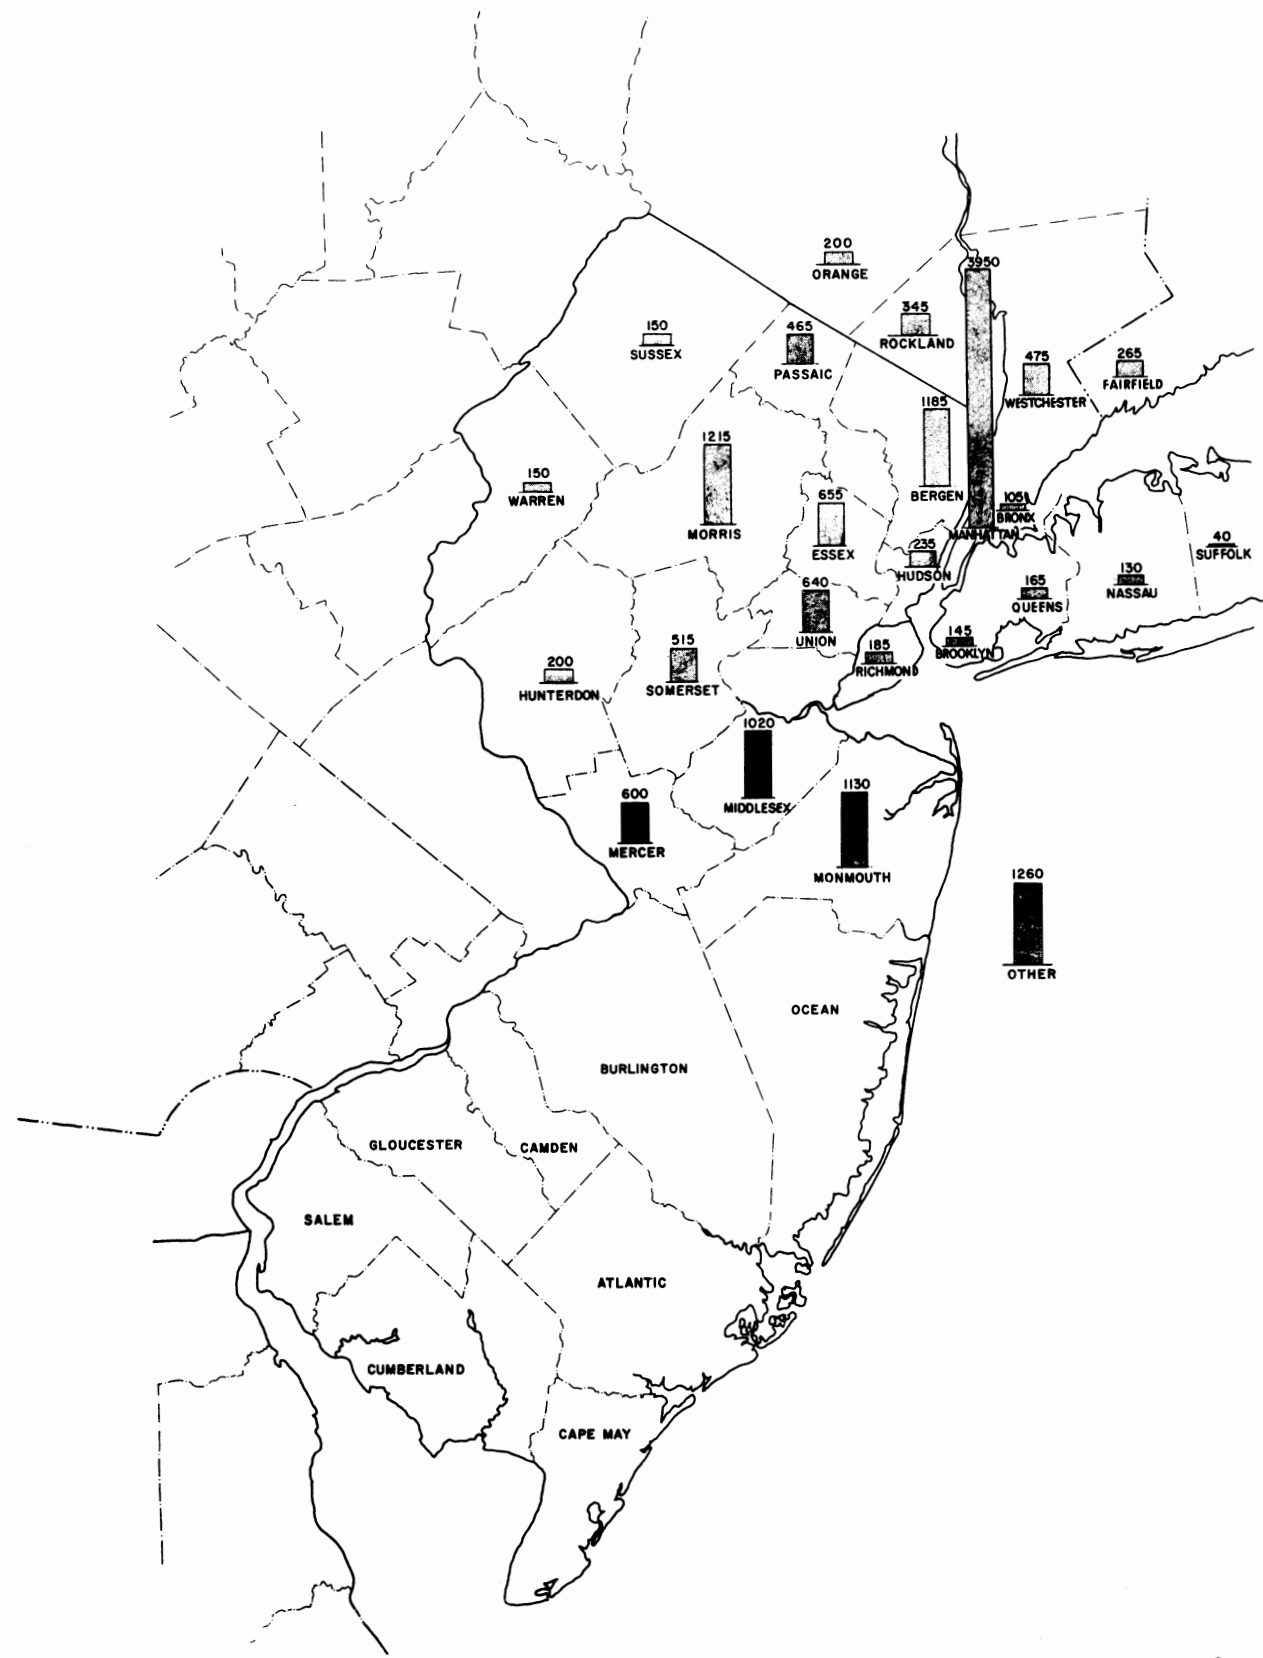 200
ORANGE
3950
MANHATTAN
345
ROCKLAND
150
SUSSEX
465
PASSAIC
475
WESTCHESTER
265
FAIRFIELD
1185
BERGEN
1215
MORRIS
150
WARREN
655
ESSEX
105
BRONX
235
HUDSON
40
SUFFOLK
130
NASSAU
165
QUEENS
640
UNION
145
BROOKLYN
185
RICHMOND
515
SOMERSET
200
HUNTERDON
1020
MIDDLESEX
600
MERCER
1130
MONMOUTH
1260
OTHER
OCEAN
BURLINGTON
GLOUCESTER
CAMDEN
SALEM
ATLANTIC
CUMBERLAND
CAPE MAY